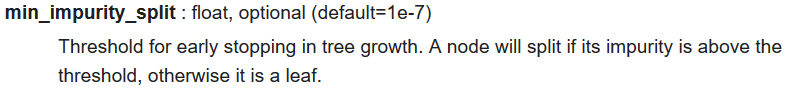 min_impurity_split : float, optional (default=1e-7)
Threshold for early stopping in tree growth. A node will split if its impurity is above the
threshold, otherwise it is a leaf.